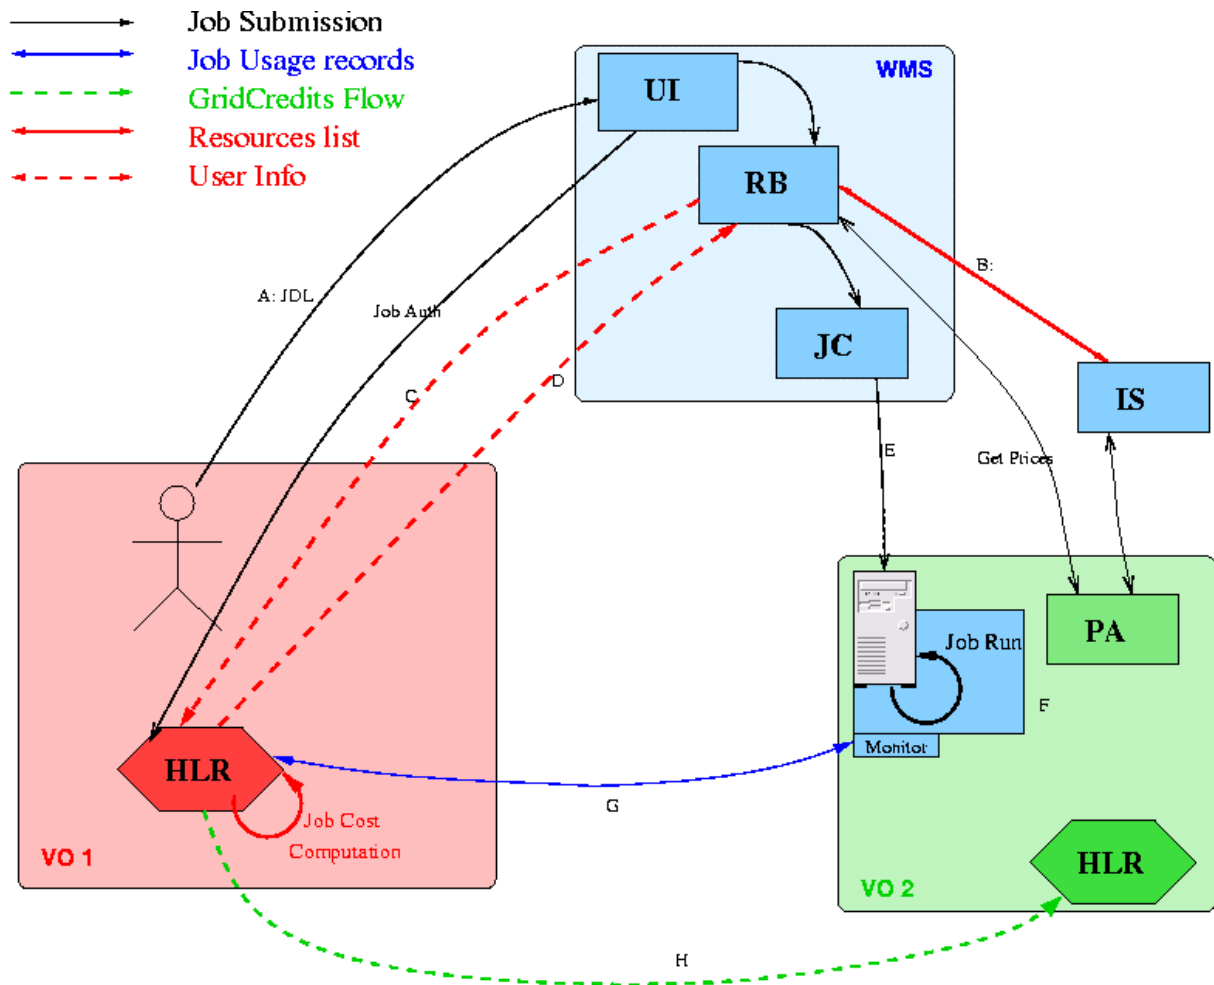 Job Submission
Job Usage records
GridCredits Flow
Resources list
User Info
WMS
UI
RB
B:
A: JDL
Job Auth
JC
C
D
IS
E
Get Prices
Job Run
PA
F
Monitor
HLR
G
Job Cost
Computation
VO 1
HLR
VO 2
H